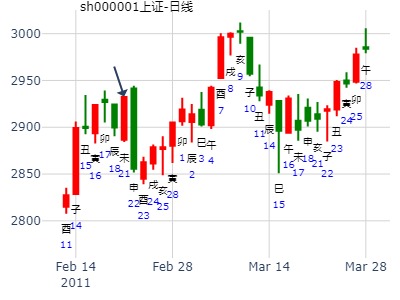 sh000001上证-日线
3000
2950
2900
2850
2800
酉
11
子
14
丑
15
寅
16
卯
17
辰
18
未
21
申
22
酉
23
戌
24
亥
25
寅
28
卯
1
辰
2
巳
3
午
4
酉
7
戌
8
亥
9
子
10
丑
11
辰
14
巳
15
午
16
未
17
申
18
亥
21
子
22
丑
23
寅
24
卯
25
午
28
Feb 14
2011
Feb 28
Mar 14
Mar 28